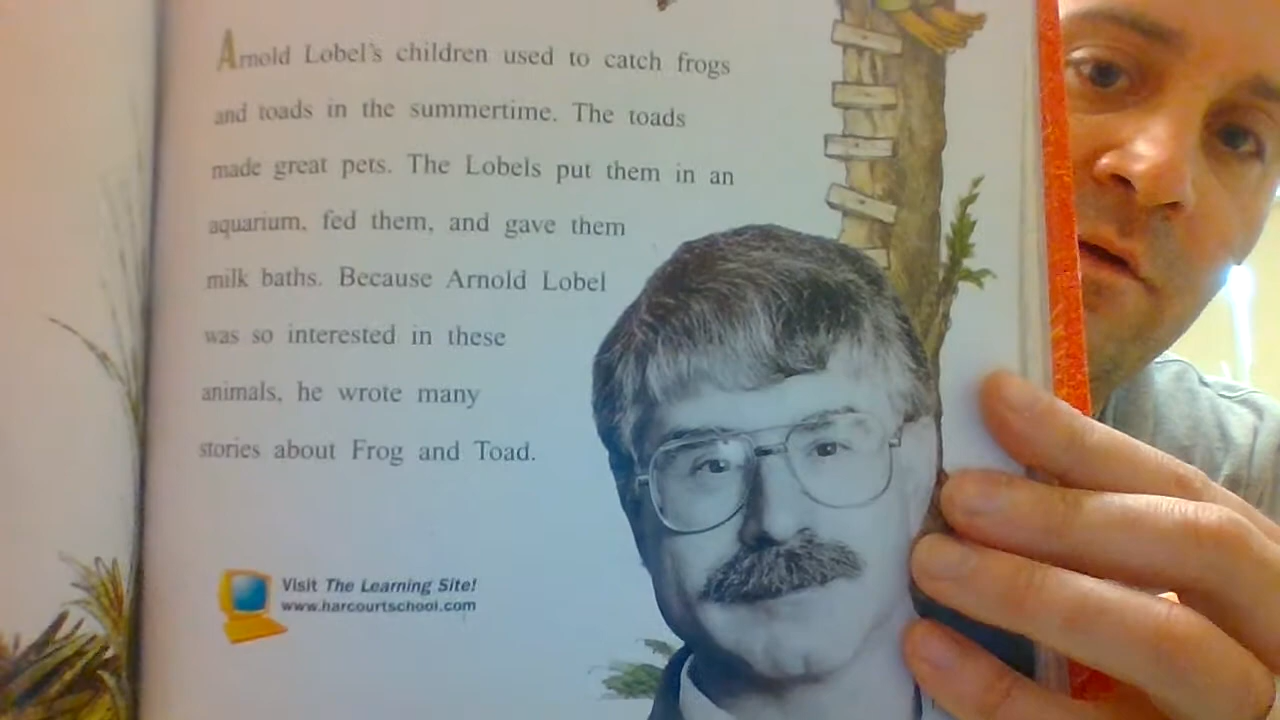 Arnold Lobel's children used to catch frogs
and toads in the summertime. The toads
made great pets. The Lobels put them in an
aquarium, fed them, and gave them
milk baths. Because Arnold Lobel
was so interested in these
animals, he wrote many
stories about Frog and Toad.
Visit The Learning Site!
www.harcourtschool.com